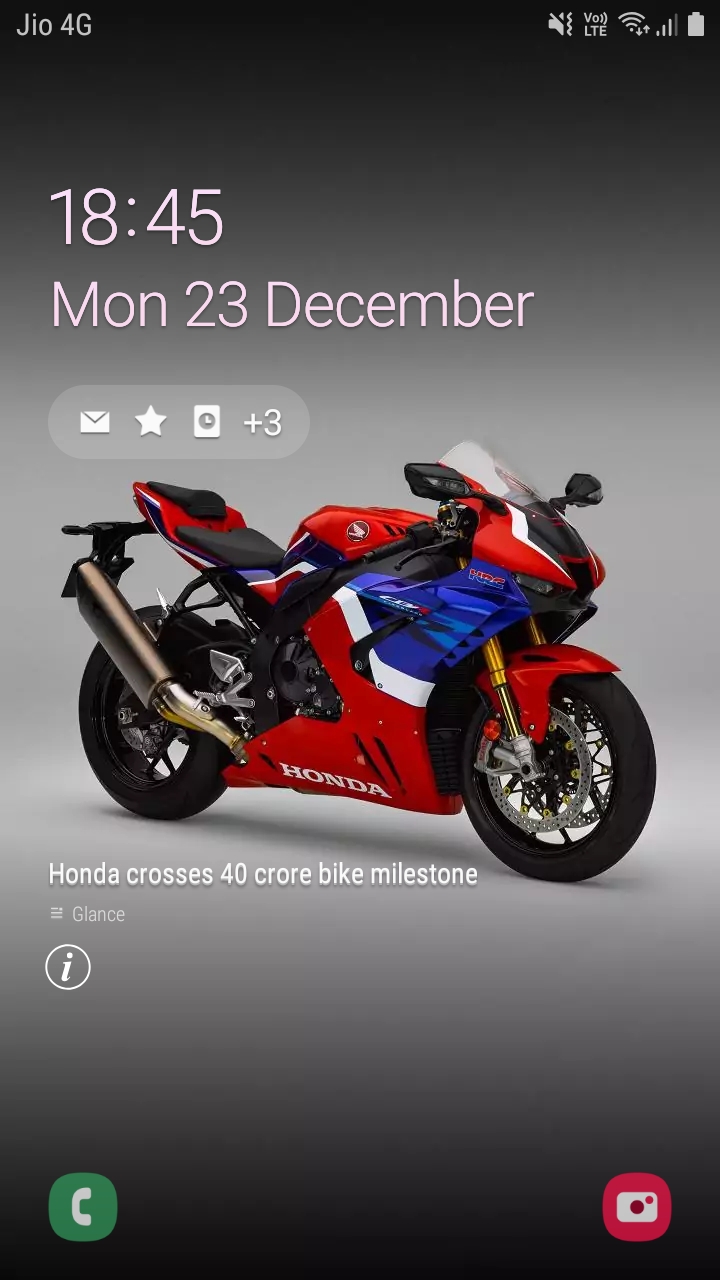 Jio 4G
Vo))
LTE
18:45
Mon 23 December
+3
HRC
HONDA
Honda crosses 40 crore bike milestone
Glance
i